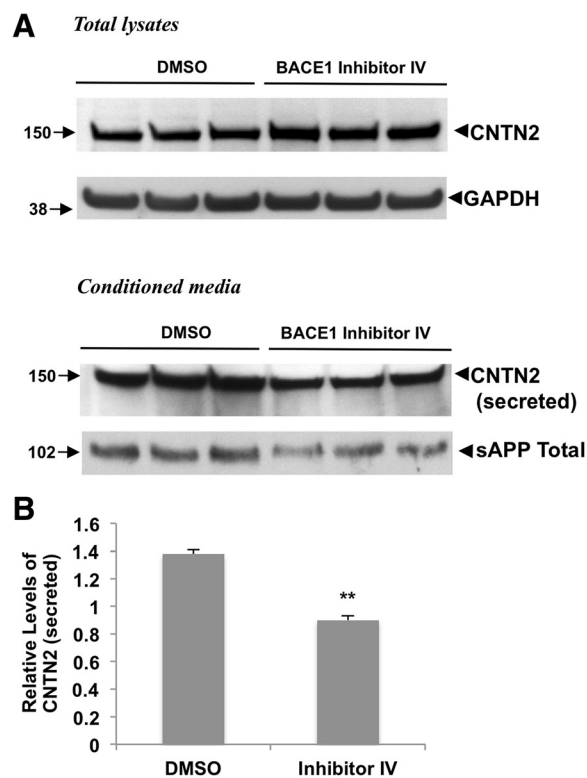 A Total lysates
DMSO BACE1 Inhibitor IV
150 CNTN2
38 GAPDH
Conditioned media
DMSO BACE1 Inhibitor IV
150 CNTN2
(secreted)
102 sAPP Total
B
Relative Levels of
CNTN2 (secreted)
1.6
1.4
1.2
1
0.8
0.6
0.4
0.2
0
**
DMSO Inhibitor IV